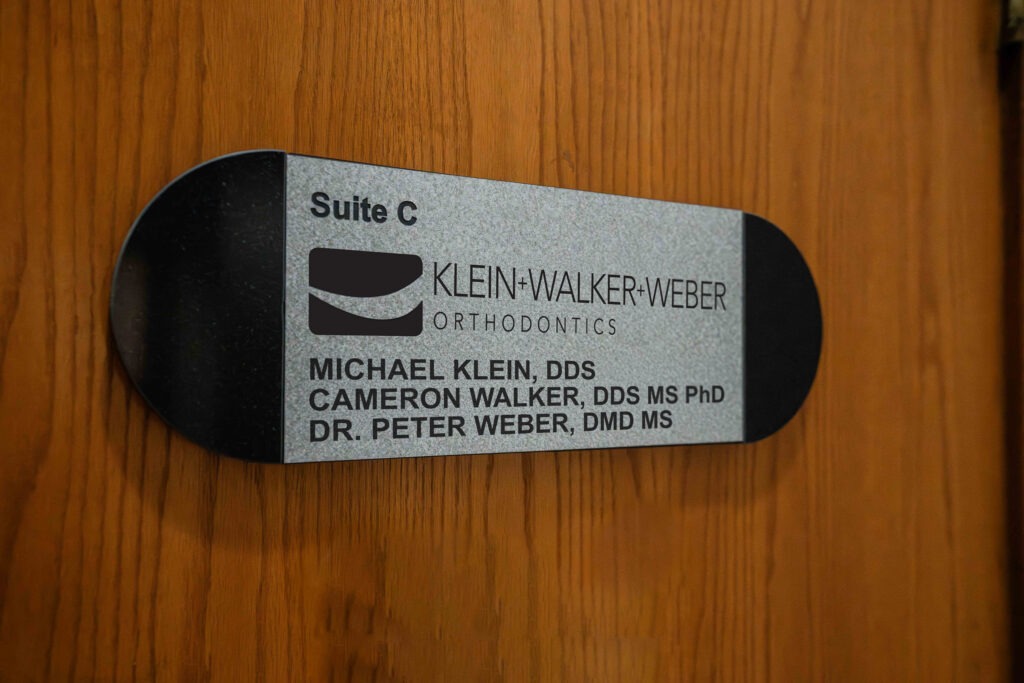 Suite C
KLEIN+WALKER+WEBER
ORTHODONTICS
MICHAEL KLEIN, DDS
CAMERON WALKER, DDS MS PhD
DR. PETER WEBER, DMD MS